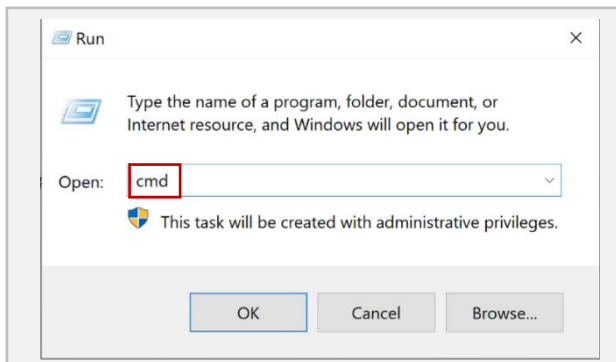 Run
Type the name of a program, folder, document, or
Internet resource, and Windows will open it for you.
Open: cmd
This task will be created with administrative privileges.
OK Cancel Browse...